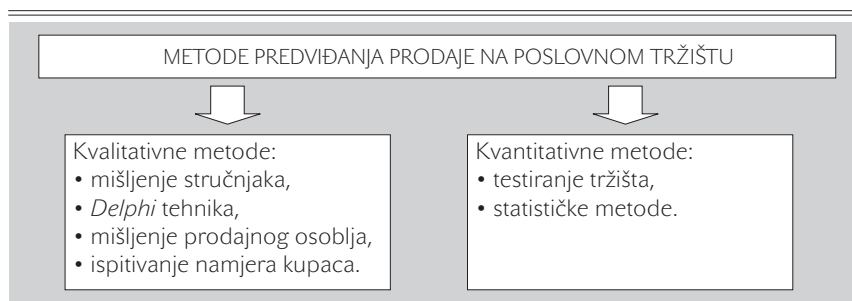 METODE PREDVIĐANJA PRODAJE NA POSLOVNOM TRŽIŠTU
Kvalitativne metode:
• mišljenje stručnjaka,
• Delphi tehnika,
• mišljenje prodajnog osoblja,
• ispitivanje namjera kupaca.
Kvantitativne metode:
• testiranje tržišta,
• statističke metode.